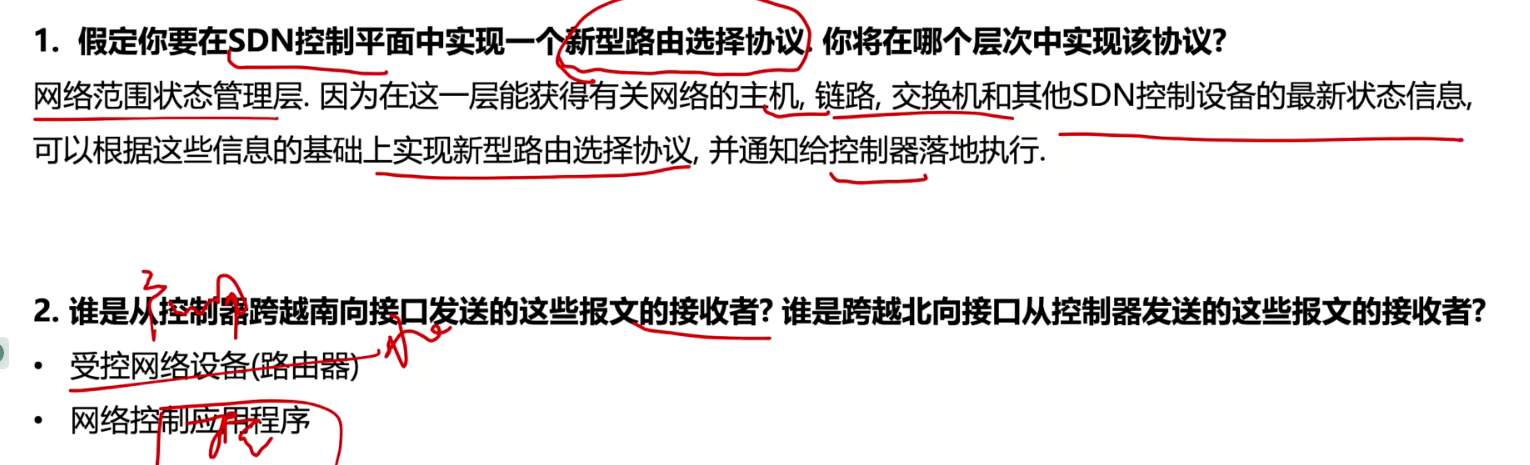 1. 假定你要在SDN控制平面中实现一个新型路由选择协议. 你将在哪个层次中实现该协议?
网络范围状态管理层. 因为在这一层能获得有关网络的主机, 链路, 交换机和其他SDN控制设备的最新状态信息,
可以根据这些信息的基础上实现新型路由选择协议, 并通知给控制器落地执行.
2. 谁是从控制器跨越南向接口发送的这些报文的接收者? 谁是跨越北向接口从控制器发送的这些报文的接收者?
• 受控网络设备(路由器)
• 网络控制应用程序